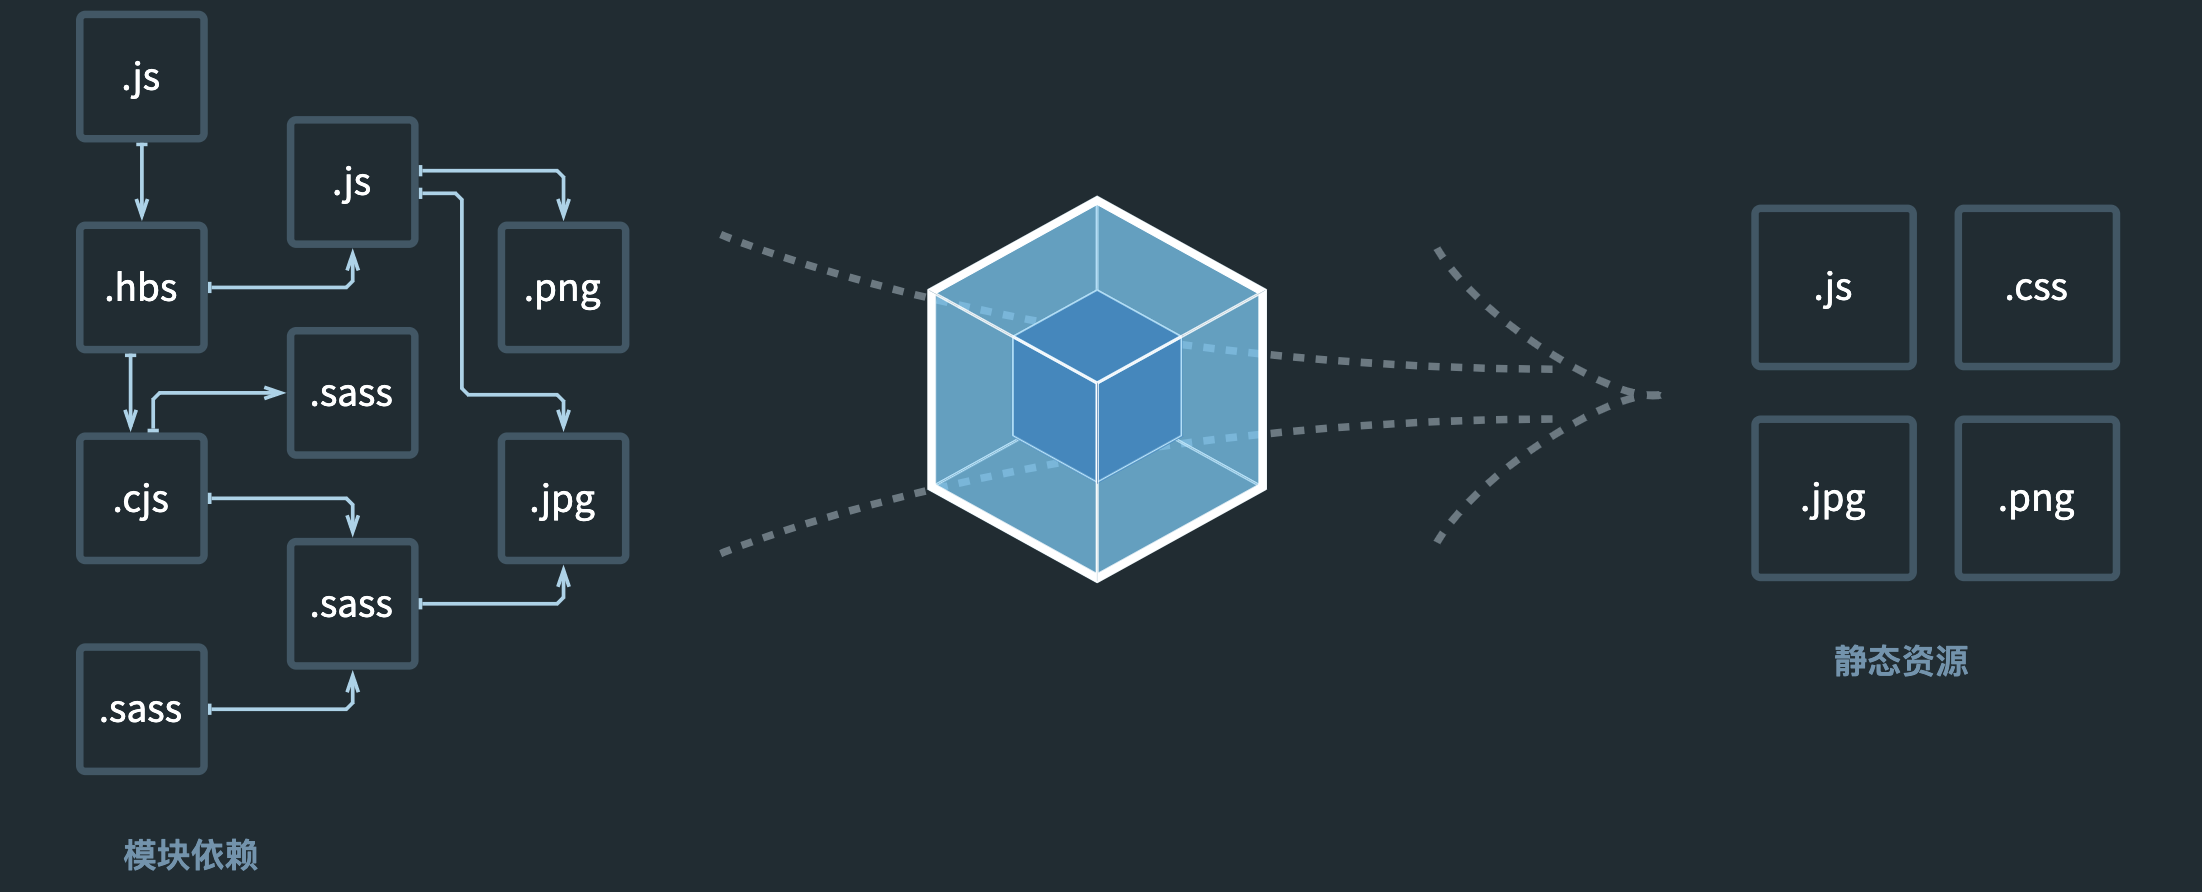 .js
.js
.hbs
.png
.sass
.cjs
.jpg
.sass
.sass
模块依赖
.js
.css
.jpg
.png
静态资源